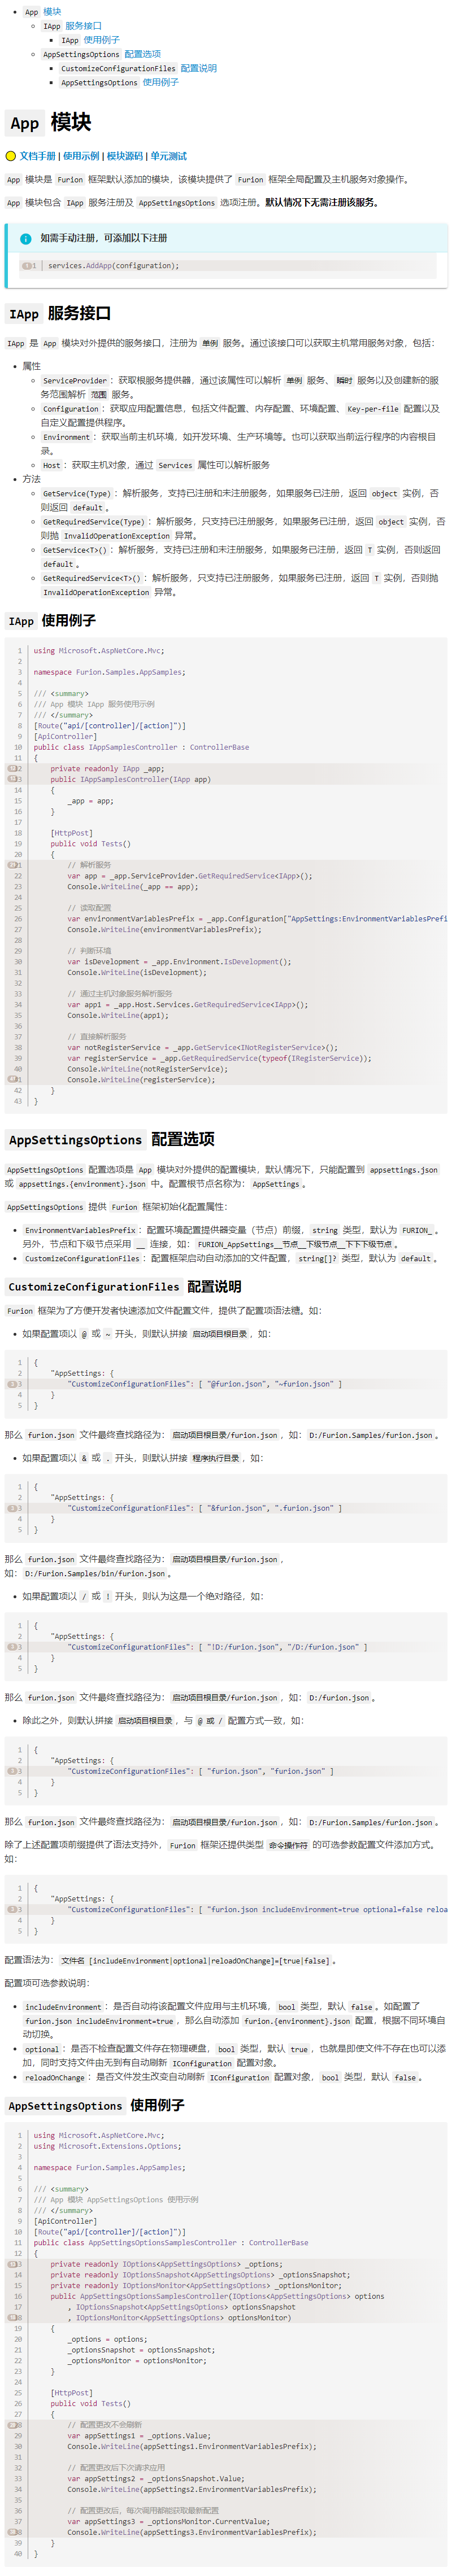 App 模块
IApp 服务接口
IApp 使用例子
AppSettingsOptions 配置选项
CustomizeConfigurationFiles 配置说明
AppSettingsOptions 使用例子
App 模块
文档手册 | 使用示例 | 模块源码 | 单元测试
App 模块是 Furion 框架默认添加的模块，该模块提供了 Furion 框架全局配置及主机服务对象操作。
App 模块包含 IApp 服务注册及 AppSettingsOptions 选项注册。默认情况下无需注册该服务。
如需手动注册，可添加以下注册
1 services.AddApp(configuration);
IApp 服务接口
IApp 是 App 模块对外提供的服务接口，注册为 单例 服务。通过该接口可以获取主机常用服务对象，包括：
属性
ServiceProvider：获取根服务提供器，通过该属性可以解析 单例 服务、 瞬时 服务以及创建新的服
务范围解析 范围 服务。
Configuration：获取应用配置信息，包括文件配置、内存配置、环境配置、 Key-per-file 配置以及
自定义配置提供程序。
Environment：获取当前主机环境，如开发环境、生产环境等。也可以获取当前运行程序的内容根目
录。
Host：获取主机对象，通过 Services 属性可以解析服务
方法
GetService(Type)：解析服务，支持已注册和未注册服务，如果服务已注册，返回 object 实例，否
则返回 default。
GetRequiredService(Type)：解析服务，只支持已注册服务，如果服务已注册，返回 object 实例，否
则抛 InvalidOperationException 异常。
GetService<T>()：解析服务，支持已注册和未注册服务，如果服务已注册，返回 T 实例，否则返回
default。
GetRequiredService<T>()：解析服务，只支持已注册服务，如果服务已注册，返回 T 实例，否则抛
InvalidOperationException 异常。
IApp 使用例子
1 using Microsoft.AspNetCore.Mvc;
2
3 namespace Furion.Samples.AppSamples;
4
5 /// <summary>
6 /// App 模块 IApp 服务使用示例
7 /// </summary>
8 [Route("api/[controller]/[action]")]
9 [ApiController]
10 public class IAppSamplesController : ControllerBase
11 {
12 private readonly IApp _app;
13 public IAppSamplesController(IApp app)
14 {
15 _app = app;
16 }
17
18 [HttpPost]
19 public void Tests()
20 {
21 // 解析服务
22 var app = _app.ServiceProvider.GetRequiredService<IApp>();
23 Console.WriteLine(_app == app);
24
25 // 读取配置
26 var environmentVariablesPrefix = _app.Configuration["AppSettings:EnvironmentVariablesPrefi
27 Console.WriteLine(environmentVariablesPrefix);
28
29 // 判断环境
30 var isDevelopment = _app.Environment.IsDevelopment();
31 Console.WriteLine(isDevelopment);
32
33 // 通过主机对象服务解析服务
34 var app1 = _app.Host.Services.GetRequiredService<IApp>();
35 Console.WriteLine(app1);
36
37 // 直接解析服务
38 var notRegisterService = _app.GetService<INotRegisterService>();
39 var registerService = _app.GetRequiredService(typeof(IRegisterService));
40 Console.WriteLine(notRegisterService);
41 Console.WriteLine(registerService);
42 }
43 }
AppSettingsOptions 配置选项
AppSettingsOptions 配置选项是 App 模块对外提供的配置模块，默认情况下，只能配置到 appsettings.json
或 appsettings.{environment}.json 中。配置根节点名称为： AppSettings。
AppSettingsOptions 提供 Furion 框架初始化配置属性：
EnvironmentVariablesPrefix：配置环境配置提供器变量（节点）前缀， string 类型，默认为 FURION_。
另外，节点和下级节点采用 __ 连接，如： FURION_AppSettings__节点__下级节点__下下下级节点。
CustomizeConfigurationFiles：配置框架启动自动添加的文件配置， string[]? 类型，默认为 default。
CustomizeConfigurationFiles 配置说明
Furion 框架为了方便开发者快速添加文件配置文件，提供了配置项语法糖。如：
如果配置项以 @ 或 ~ 开头，则默认拼接 启动项目根目录，如：
1 {
2 "AppSettings: {
3 "CustomizeConfigurationFiles": [ "@furion.json", "~furion.json" ]
4 }
5 }
那么 furion.json 文件最终查找路径为： 启动项目根目录/furion.json，如： D:/Furion.Samples/furion.json。
如果配置项以 & 或 . 开头，则默认拼接 程序执行目录，如：
1 {
2 "AppSettings: {
3 "CustomizeConfigurationFiles": [ "&furion.json", ".furion.json" ]
4 }
5 }
那么 furion.json 文件最终查找路径为： 启动项目根目录/furion.json，
如： D:/Furion.Samples/bin/furion.json。
如果配置项以 / 或 ! 开头，则认为这是一个绝对路径，如：
1 {
2 "AppSettings: {
3 "CustomizeConfigurationFiles": [ "!D:/furion.json", "/D:/furion.json" ]
4 }
5 }
那么 furion.json 文件最终查找路径为： 启动项目根目录/furion.json，如： D:/furion.json。
除此之外，则默认拼接 启动项目根目录，与 @ 或 / 配置方式一致，如：
1 {
2 "AppSettings: {
3 "CustomizeConfigurationFiles": [ "furion.json", "furion.json" ]
4 }
5 }
那么 furion.json 文件最终查找路径为： 启动项目根目录/furion.json，如： D:/Furion.Samples/furion.json。
除了上述配置项前缀提供了语法支持外， Furion 框架还提供类型 命令操作符 的可选参数配置文件添加方式。
如：
1 {
2 "AppSettings: {
3 "CustomizeConfigurationFiles": [ "furion.json includeEnvironment=true optional=false reloa
4 }
5 }
配置语法为： 文件名 [includeEnvironment|optional|reloadOnChange]=[true|false]。
配置项可选参数说明：
includeEnvironment：是否自动将该配置文件应用与主机环境， bool 类型，默认 false。如配置了
furion.json includeEnvironment=true，那么自动添加 furion.{environment}.json 配置，根据不同环境自
动切换。
optional：是否不检查配置文件存在物理硬盘， bool 类型，默认 true，也就是即使文件不存在也可以添
加，同时支持文件由无到有自动刷新 IConfiguration 配置对象。
reloadOnChange：是否文件发生改变自动刷新 IConfiguration 配置对象， bool 类型，默认 false。
AppSettingsOptions 使用例子
1 using Microsoft.AspNetCore.Mvc;
2 using Microsoft.Extensions.Options;
3
4 namespace Furion.Samples.AppSamples;
5
6 /// <summary>
7 /// App 模块 AppSettingsOptions 使用示例
8 /// </summary>
9 [ApiController]
10 [Route("api/[controller]/[action]")]
11 public class AppSettingsOptionsSamplesController : ControllerBase
12 {
13 private readonly IOptions<AppSettingsOptions> _options;
14 private readonly IOptionsSnapshot<AppSettingsOptions> _optionsSnapshot;
15 private readonly IOptionsMonitor<AppSettingsOptions> _optionsMonitor;
16 public AppSettingsOptionsSamplesController(IOptions<AppSettingsOptions> options
17 , IOptionsSnapshot<AppSettingsOptions> optionsSnapshot
18 , IOptionsMonitor<AppSettingsOptions> optionsMonitor)
19 {
20 _options = options;
21 _optionsSnapshot = optionsSnapshot;
22 _optionsMonitor = optionsMonitor;
23 }
24
25 [HttpPost]
26 public void Tests()
27 {
28 // 配置更改不会刷新
29 var appSettings1 = _options.Value;
30 Console.WriteLine(appSettings1.EnvironmentVariablesPrefix);
31
32 // 配置更改后下次请求应用
33 var appSettings2 = _optionsSnapshot.Value;
34 Console.WriteLine(appSettings2.EnvironmentVariablesPrefix);
35
36 // 配置更改后，每次调用都能获取最新配置
37 var appSettings3 = _optionsMonitor.CurrentValue;
38 Console.WriteLine(appSettings3.EnvironmentVariablesPrefix);
39 }
40 }